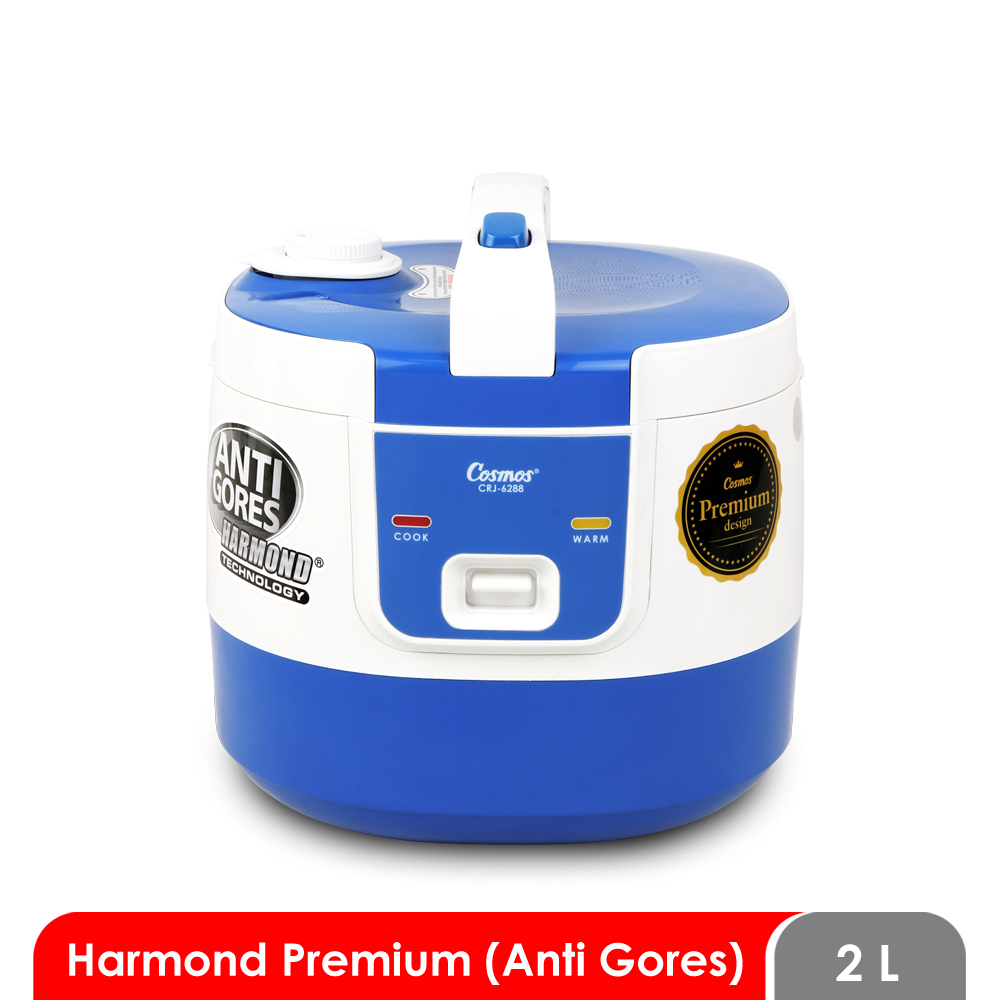 ANTI
GORES
HARMOND®
TECHNOLOGY
Cosmos®
CRJ-6288
COOK
WARM
Cosmos
Premium
design
Harmond Premium (Anti Gores)
2 L